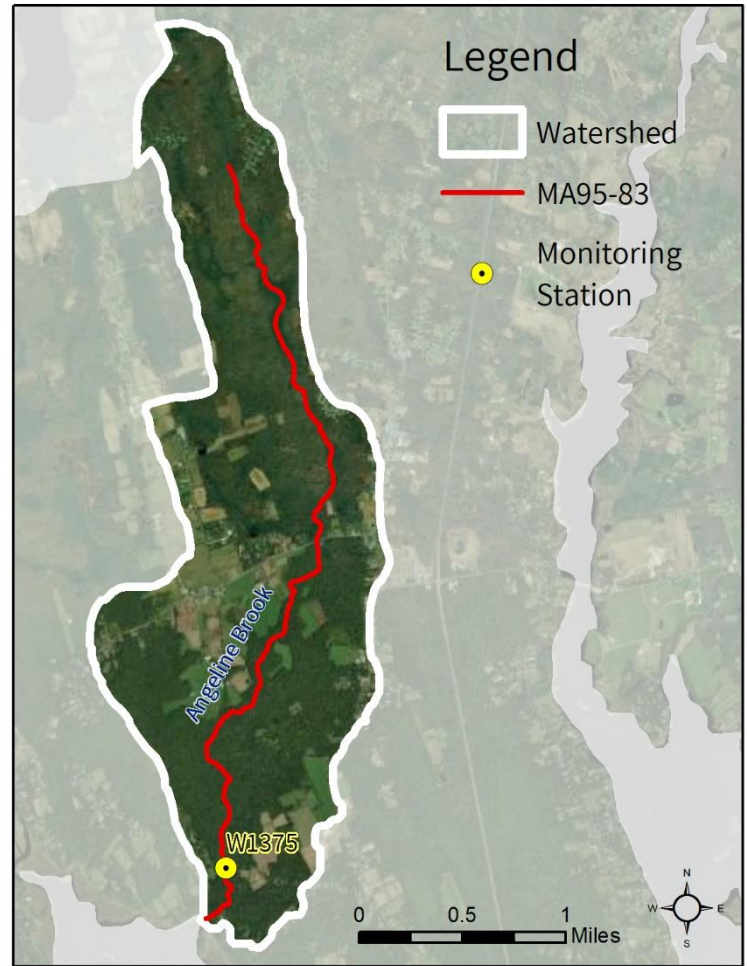 Legend
Watershed
MA95-83
Monitoring
Station
Angeline Brook
W1375
0 0.5 1
Miles
N
W E
S